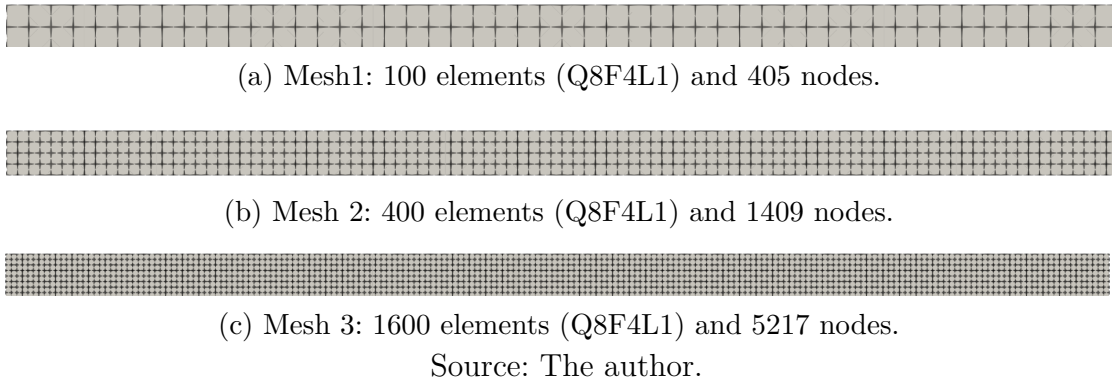 (a) Mesh1: 100 elements (Q8F4L1) and 405 nodes.
(b) Mesh 2: 400 elements (Q8F4L1) and 1409 nodes.
(c) Mesh 3: 1600 elements (Q8F4L1) and 5217 nodes.
Source: The author.